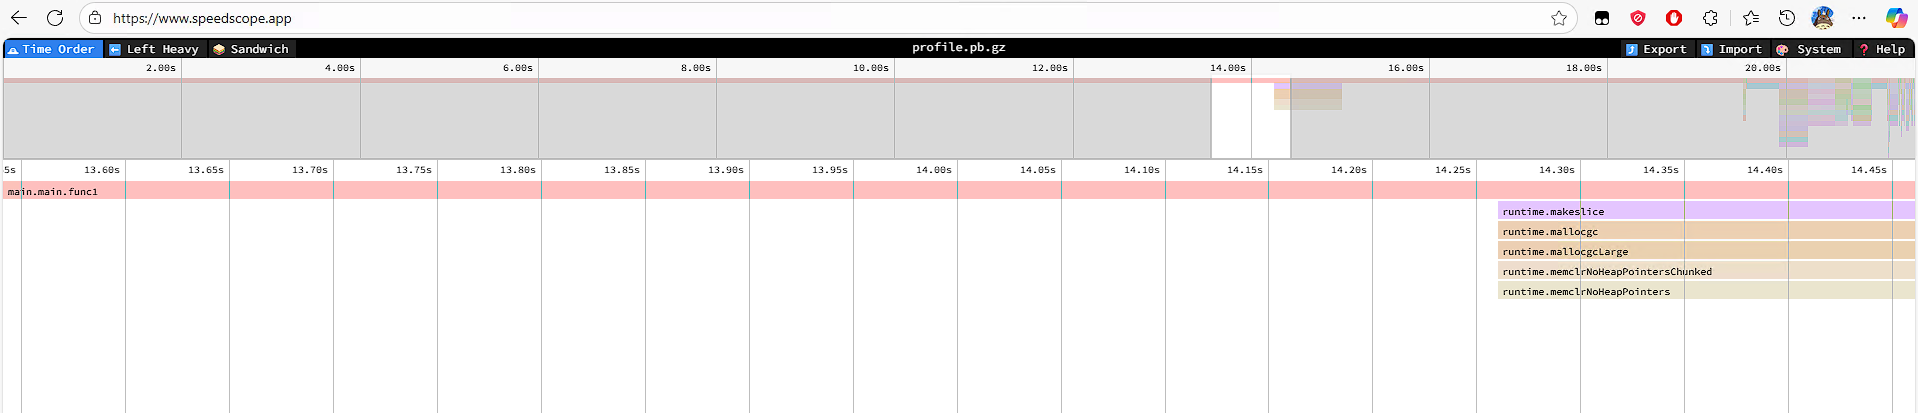 https://www.speedscope.app
Time Order Left Heavy Sandwich profile.pb.gz Export Import System Help
2.00s 4.00s 6.00s 8.00s 10.00s 12.00s 14.00s 16.00s 18.00s 20.00s
5s 13.60s 13.65s 13.70s 13.75s 13.80s 13.85s 13.90s 13.95s 14.00s 14.05s 14.10s 14.15s 14.20s 14.25s 14.30s 14.35s 14.40s 14.45s
main.main.func1
runtime.makeslice
runtime.mallocgc
runtime.mallocgcLarge
runtime.memclrNoHeapPointersChunked
runtime.memclrNoHeapPointers